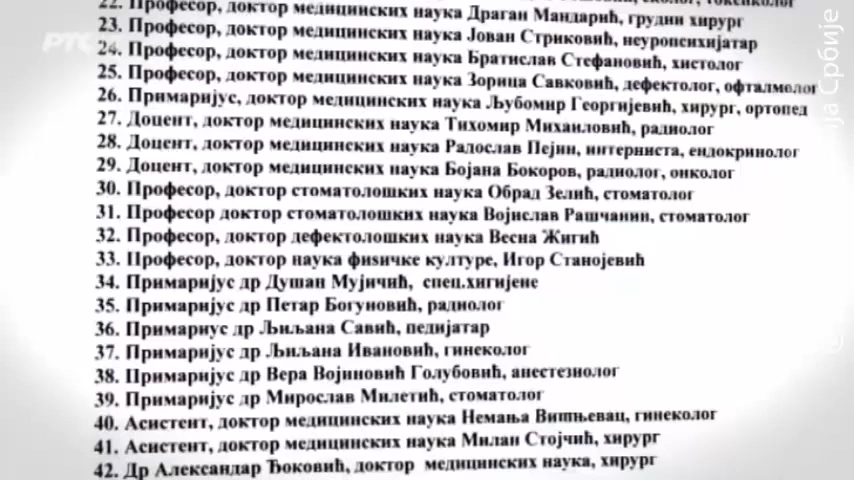 22. Професор, доктор медицинских наука Драган Мандарић, грудни хирург
23. Професор, доктор медицинских наука Јован Стриковић, неуропсихијатар
24. Професор, доктор медицинских наука Братислав Стефановић, хистолог
25. Професор, доктор медицинских наука Зорица Савковић, дефектолог, офталмолог
26. Примаријус, доктор медицинских наука Љубомир Георгијевић, хирург, ортопед
27. Доцент, доктор медицинских наука Тихомир Михаиловић, радиолог
28. Доцент, доктор медицинских наука Радослав Пејин, интерниста, ендокринолог
29. Доцент, доктор медицинских наука Бојана Бокоров, радиолог, онколог
30. Професор, доктор стоматолошких наука Обрад Зелић, стоматолог
31. Професор доктор стоматолошких наука Војислав Рашчанин, стоматолог
32. Професор, доктор дефектолошких наука Весна Жигић
33. Професор, доктор наука физичке културе, Игор Станојевић
34. Примаријус др Душан Мујичић, спец.хигијене
35. Примаријус др Петар Богуновић, радиолог
36. Примариус др Љиљана Савић, педијатар
37. Примаријус др Љиљана Ивановић, гинеколог
38. Примаријус др Вера Војиновић Голубовић, анестезиолог
39. Примаријус др Мирослав Милетић, стоматолог
40. Асистент, доктор медицинских наука Немања Вишњевац, гинеколог
41. Асистент, доктор медицинских наука Милан Стојчић, хирург
42. Др Александар Ђоковић, доктор медицинских наука, хирург
РТС
Србије